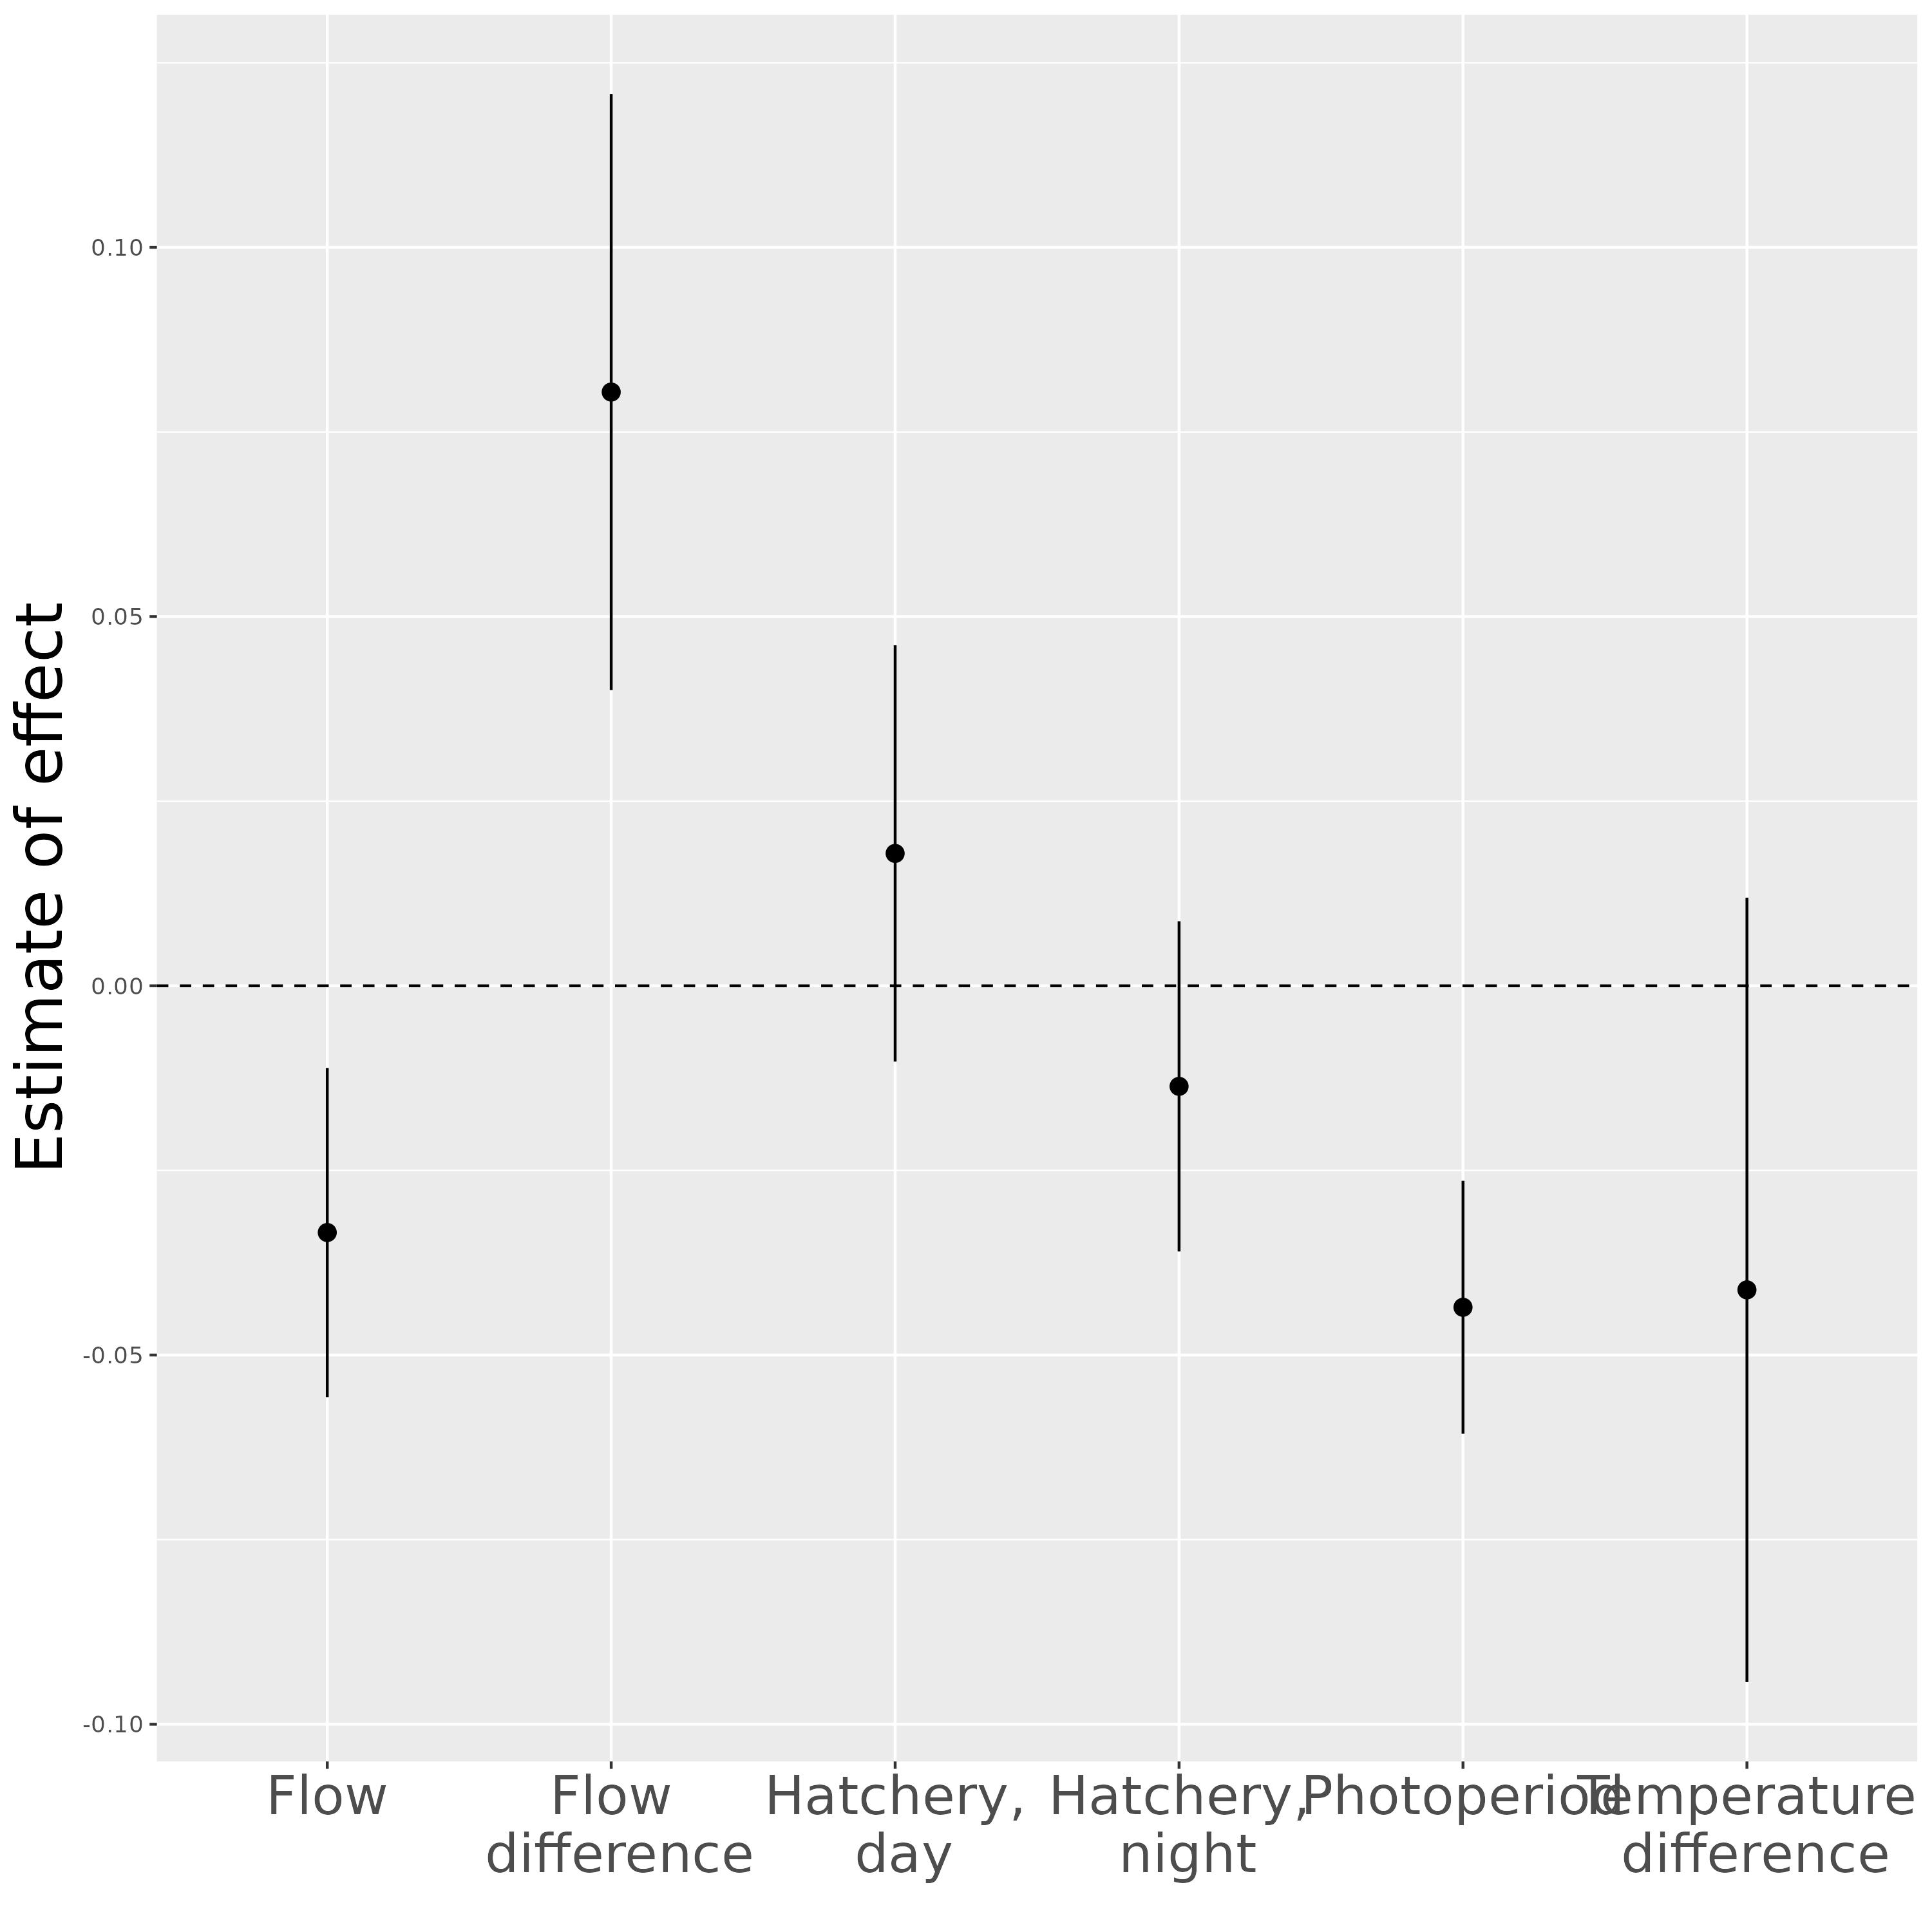 Estimate of effect
0.10
0.05
0.00
-0.05
-0.10
Flow
Flow
difference
Hatchery,
day
Hatchery,
night
Photoperiod
Temperature
difference